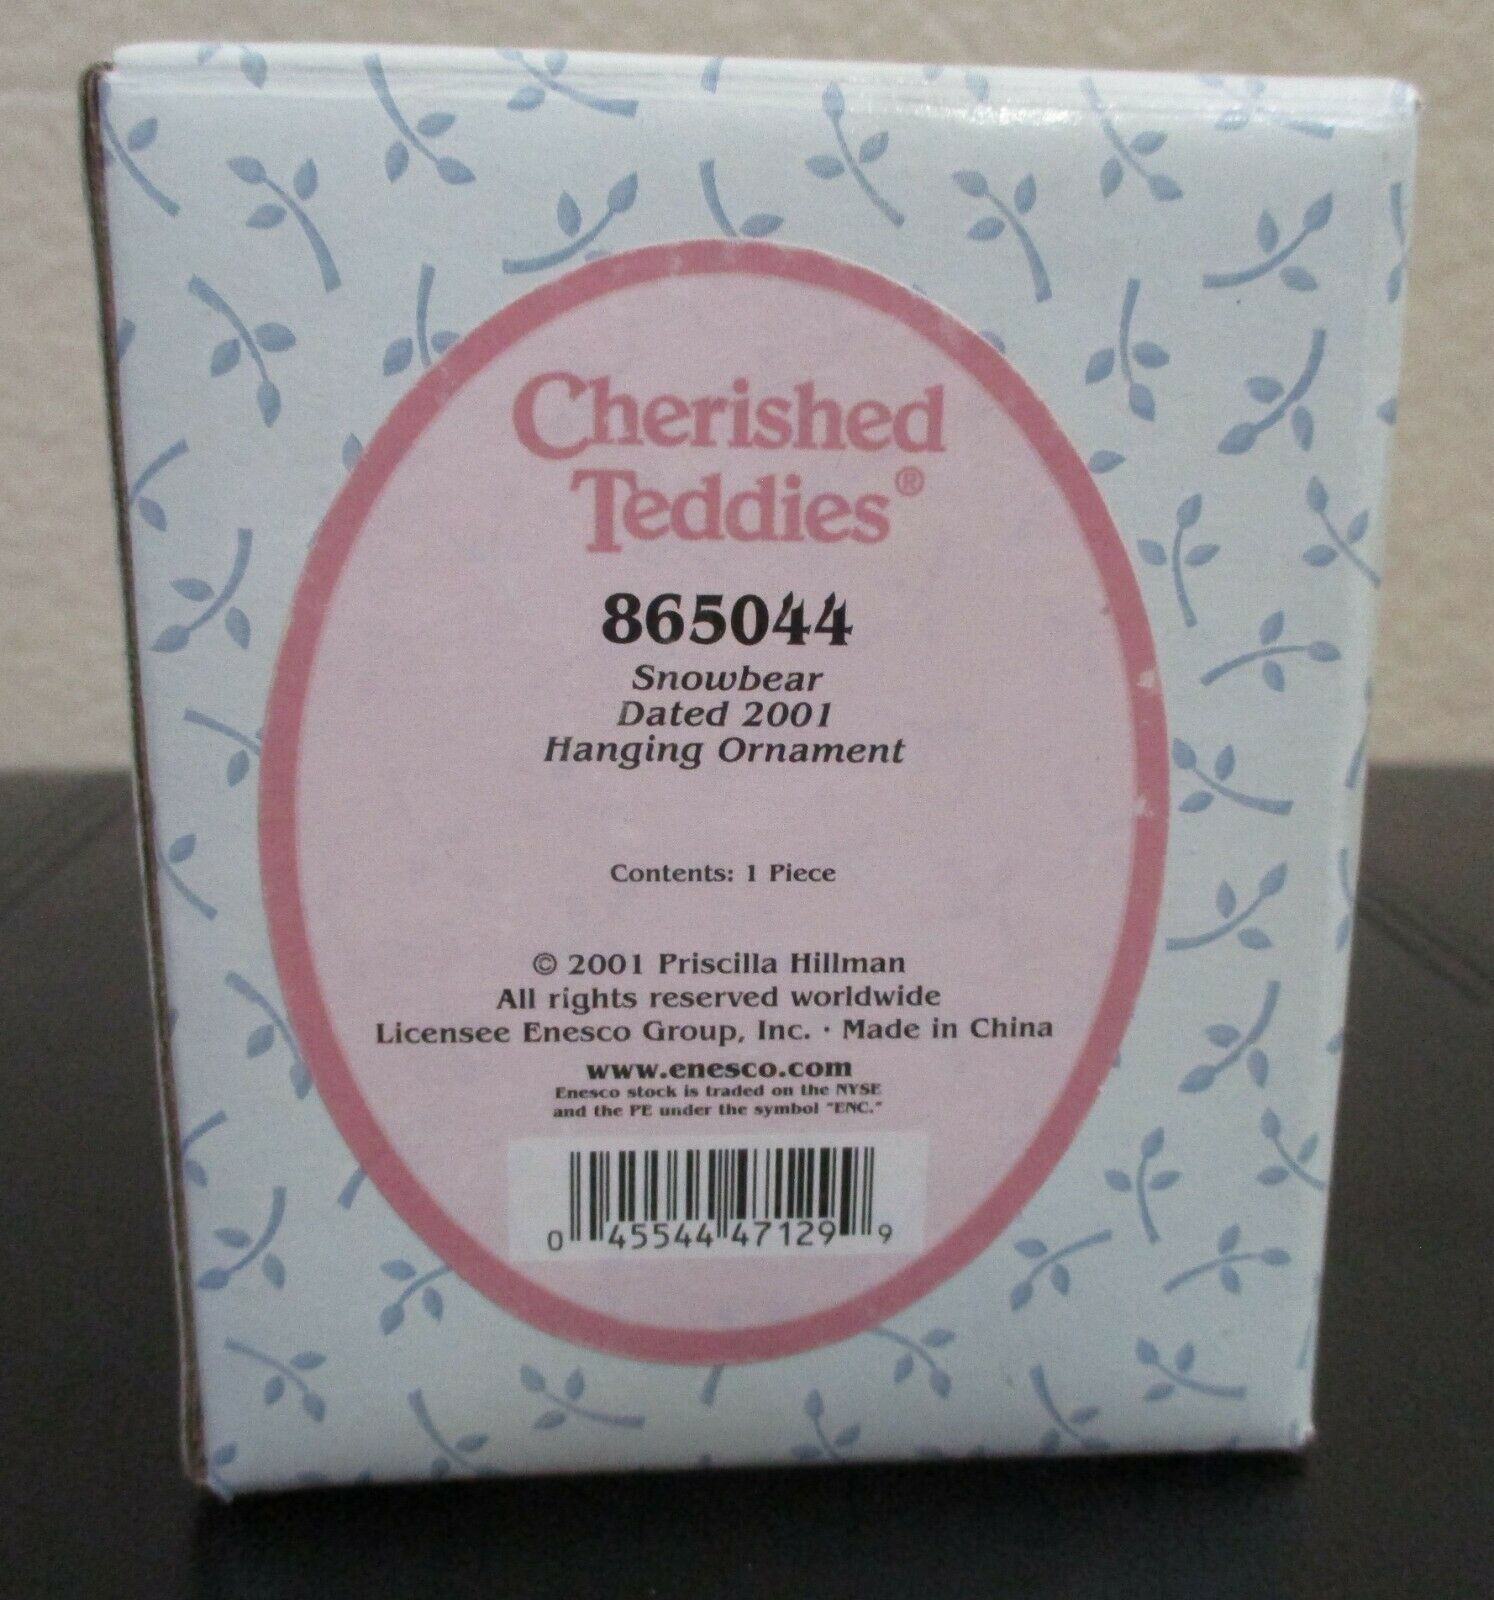 Cherished
Teddies®
865044
Snowbear
Dated 2001
Hanging Ornament
Contents: 1 Piece
© 2001 Priscilla Hillman
All rights reserved worldwide
Licensee Enesco Group, Inc. · Made in China
www.enesco.com
Enesco stock is traded on the NYSE
and the PE under the symbol "ENC."
0 45544 47129 9